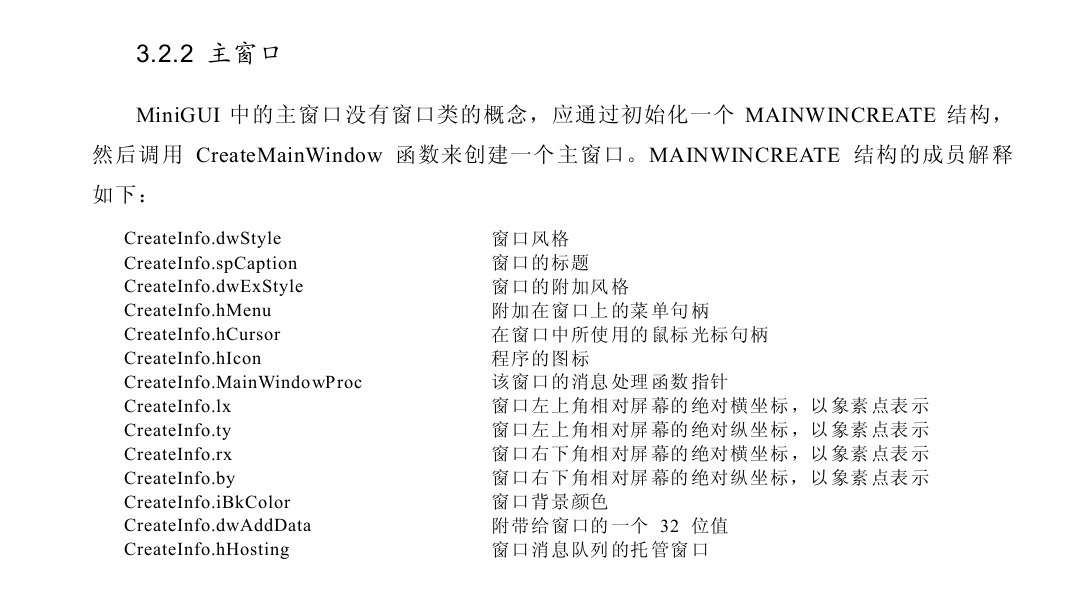 3.2.2 主窗口
MiniGUI 中的主窗口没有窗口类的概念，应通过初始化一个 MAINWINCREATE 结构，
然后调用 CreateMainWindow 函数来创建一个主窗口。MAINWINCREATE 结构的成员解释
如下：
CreateInfo.dwStyle 窗口风格
CreateInfo.spCaption 窗口的标题
CreateInfo.dwExStyle 窗口的附加风格
CreateInfo.hMenu 附加在窗口上的菜单句柄
CreateInfo.hCursor 在窗口中所使用的鼠标光标句柄
CreateInfo.hIcon 程序的图标
CreateInfo.MainWindowProc 该窗口的消息处理函数指针
CreateInfo.lx 窗口左上角相对屏幕的绝对横坐标，以象素点表示
CreateInfo.ty 窗口左上角相对屏幕的绝对纵坐标，以象素点表示
CreateInfo.rx 窗口右下角相对屏幕的绝对横坐标，以象素点表示
CreateInfo.by 窗口右下角相对屏幕的绝对纵坐标，以象素点表示
CreateInfo.iBkColor 窗口背景颜色
CreateInfo.dwAddData 附带给窗口的一个 32 位值
CreateInfo.hHosting 窗口消息队列的托管窗口